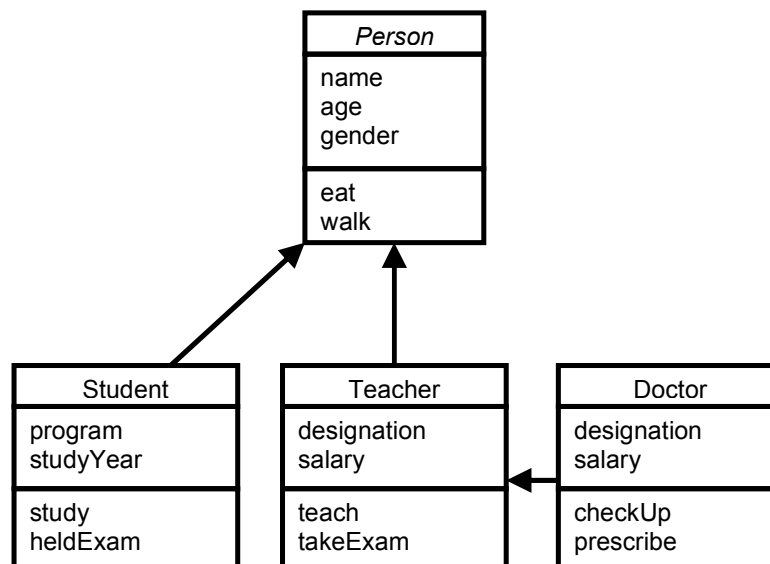 Person
name
age
gender
eat
walk
Student
program
studyYear
study
heldExam
Teacher
designation
salary
teach
takeExam
Doctor
designation
salary
checkUp
prescribe